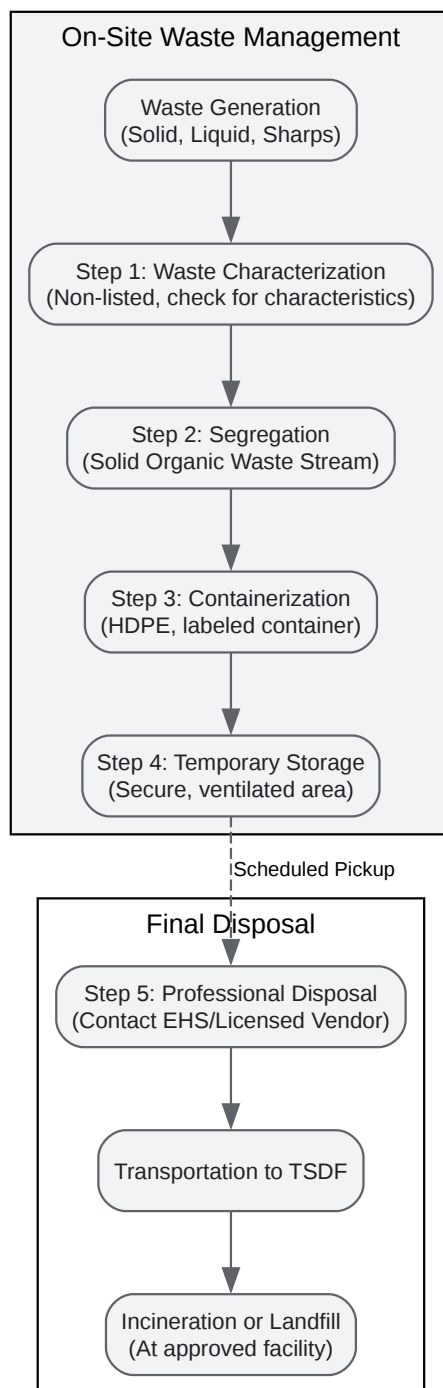 On-Site Waste Management
Waste Generation
(Solid, Liquid, Sharps)
Step 1: Waste Characterization
(Non-listed, check for characteristics)
Step 2: Segregation
(Solid Organic Waste Stream)
Step 3: Containerization
(HDPE, labeled container)
Step 4: Temporary Storage
(Secure, ventilated area)
Scheduled Pickup
Final Disposal
Step 5: Professional Disposal
(Contact EHS/Licensed Vendor)
Transportation to TSDF
Incineration or Landfill
(At approved facility)